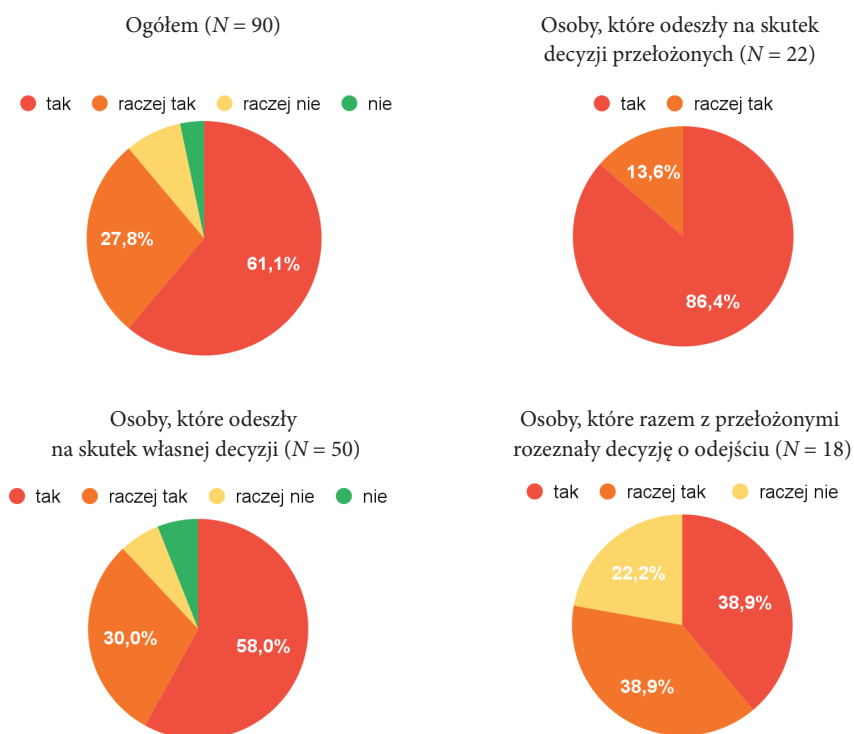 Ogółem (N = 90)
tak raczej tak raczej nie nie
27,8%
61,1%
Osoby, które odeszły na skutek
decyzji przełożonych (N = 22)
tak raczej tak
13,6%
86,4%
Osoby, które odeszły
na skutek własnej decyzji (N = 50)
tak raczej tak raczej nie nie
30,0%
58,0%
Osoby, które razem z przełożonymi
rozeznały decyzję o odejściu (N = 18)
tak raczej tak raczej nie
22,2%
38,9%
38,9%